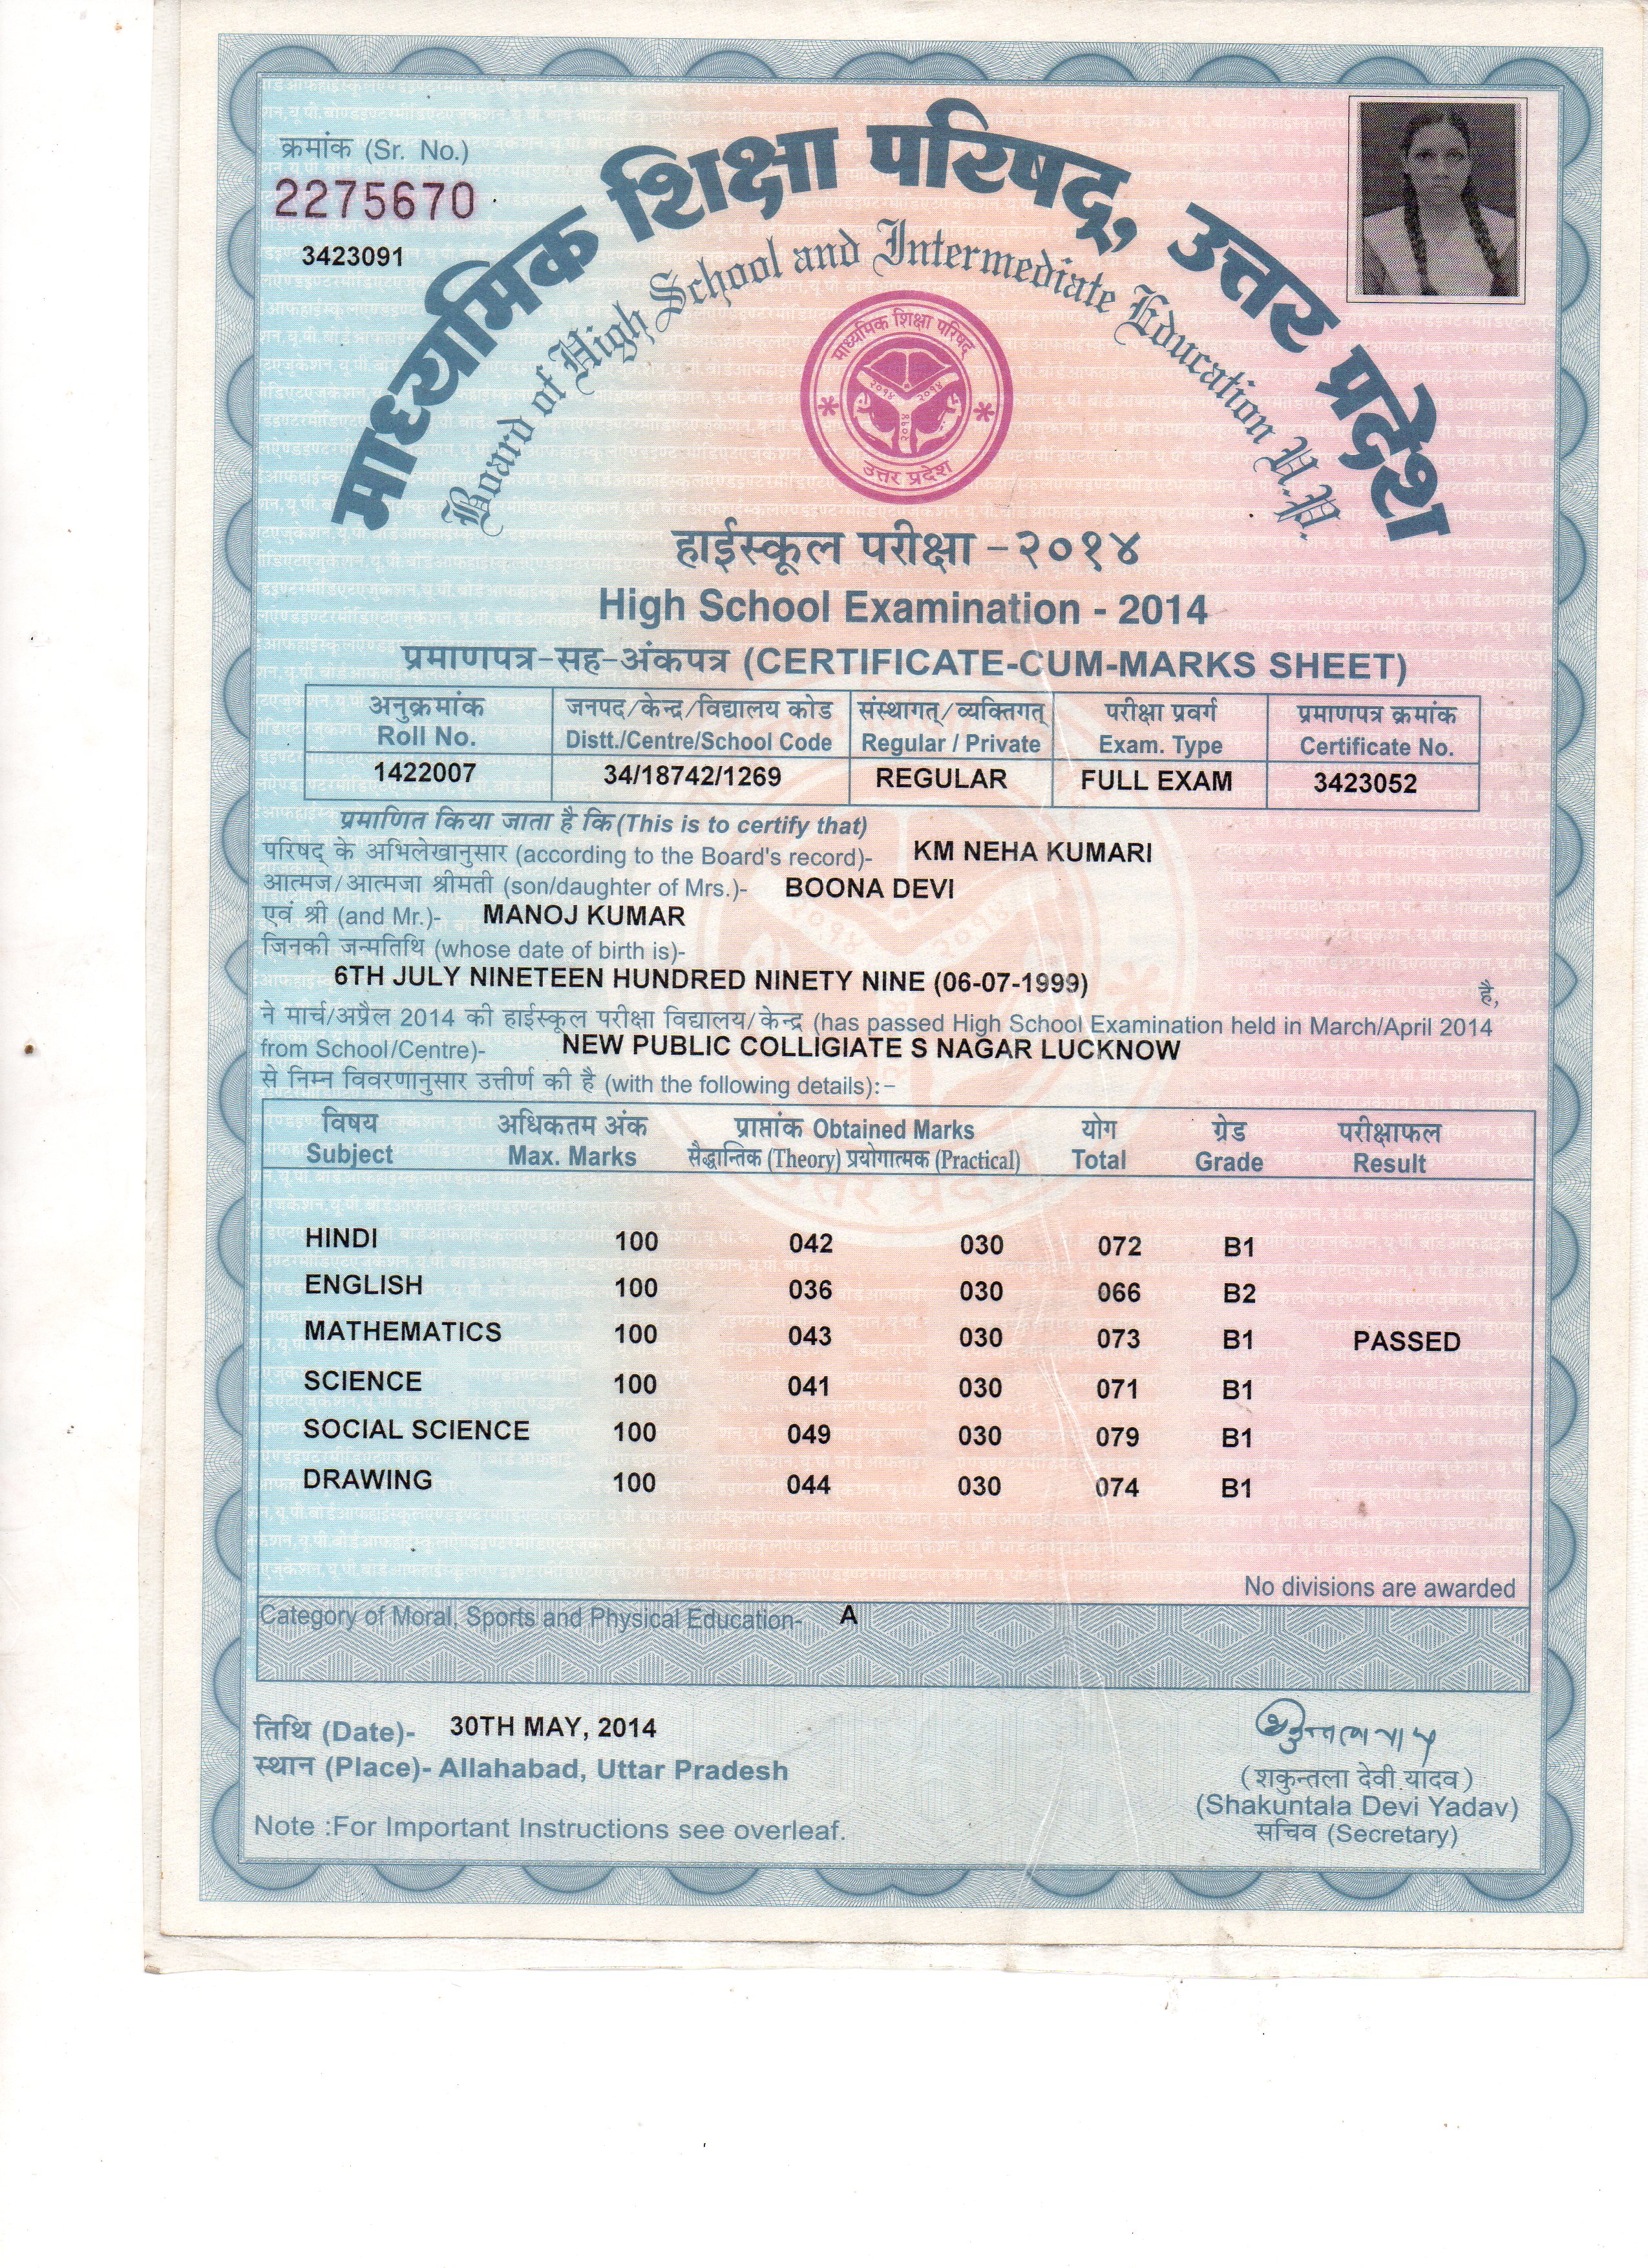 क्रमांक (Sr. No.)
2275670
3423091
माध्यमिक शिक्षा परिषद्, उत्तर प्रदेश
Board of High School and Intermediate Education U.P.
माध्यमिक शिक्षा परिषद्
२०१४ २०१४
२०१४
उत्तर प्रदेश
हाईस्कूल परीक्षा -२०१४
High School Examination - 2014
प्रमाणपत्र-सह-अंकपत्र (CERTIFICATE-CUM-MARKS SHEET)
अनुक्रमांक जनपद/केन्द्र/विद्यालय कोड संस्थागत्/व्यक्तिगत् परीक्षा प्रवर्ग प्रमाणपत्र क्रमांक
Roll No. Distt./Centre/School Code Regular / Private Exam. Type Certificate No.
1422007 34/18742/1269 REGULAR FULL EXAM 3423052
प्रमाणित किया जाता है कि (This is to certify that)
परिषद् के अभिलेखानुसार (according to the Board's record)- KM NEHA KUMARI
आत्मज/आत्मजा श्रीमती (son/daughter of Mrs.)- BOONA DEVI
एवं श्री (and Mr.)- MANOJ KUMAR
जिनकी जन्मतिथि (whose date of birth is)-
6TH JULY NINETEEN HUNDRED NINETY NINE (06-07-1999) है,
ने मार्च/अप्रैल 2014 की हाईस्कूल परीक्षा विद्यालय/केन्द्र (has passed High School Examination held in March/April 2014
from School/Centre)- NEW PUBLIC COLLIGIATE S NAGAR LUCKNOW
से निम्न विवरणानुसार उत्तीर्ण की है (with the following details):-
विषय अधिकतम अंक प्राप्तांक Obtained Marks योग ग्रेड परीक्षाफल
Subject Max. Marks सैद्धान्तिक (Theory) प्रयोगात्मक (Practical) Total Grade Result
HINDI 100 042 030 072 B1
ENGLISH 100 036 030 066 B2
MATHEMATICS 100 043 030 073 B1 PASSED
SCIENCE 100 041 030 071 B1
SOCIAL SCIENCE 100 049 030 079 B1
DRAWING 100 044 030 074 B1
No divisions are awarded
Category of Moral, Sports and Physical Education- A
तिथि (Date)- 30TH MAY, 2014
स्थान (Place)- Allahabad, Uttar Pradesh
(शकुन्तला देवी यादव)
(Shakuntala Devi Yadav)
सचिव (Secretary)
Note :For Important Instructions see overleaf.